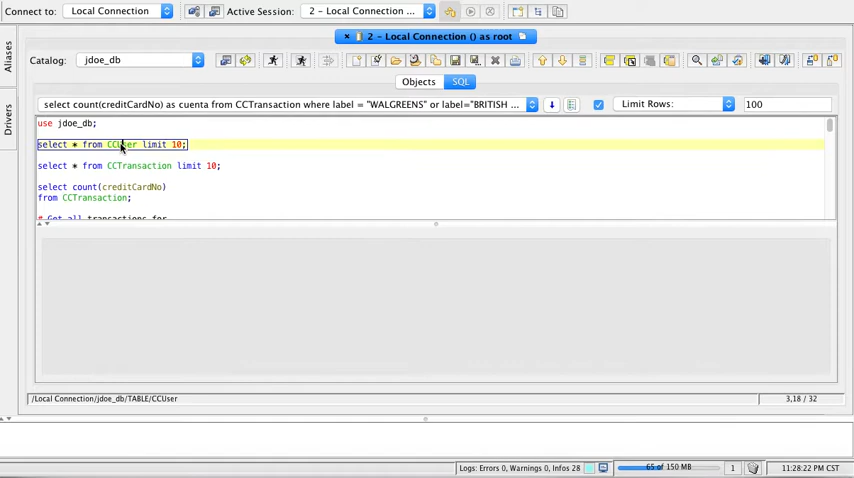 Connect to: Local Connection Active Session: 2 – Local Connection ...
× 2 – Local Connection () as root
Catalog: jdoe_db
Objects SQL
select count(creditCardNo) as cuenta from CCTransaction where label = "WALGREENS" or label="BRITISH ... Limit Rows: 100
Aliases
Drivers
use jdoe_db;
select * from CCUser limit 10;
select * from CCTransaction limit 10;
select count(creditCardNo)
from CCTransaction;
# Get all transactions for
/Local Connection/jdoe_db/TABLE/CCUser 3,18 / 32
Logs: Errors 0, Warnings 0, Infos 28 65 of 150 MB 1 11:28:22 PM CST